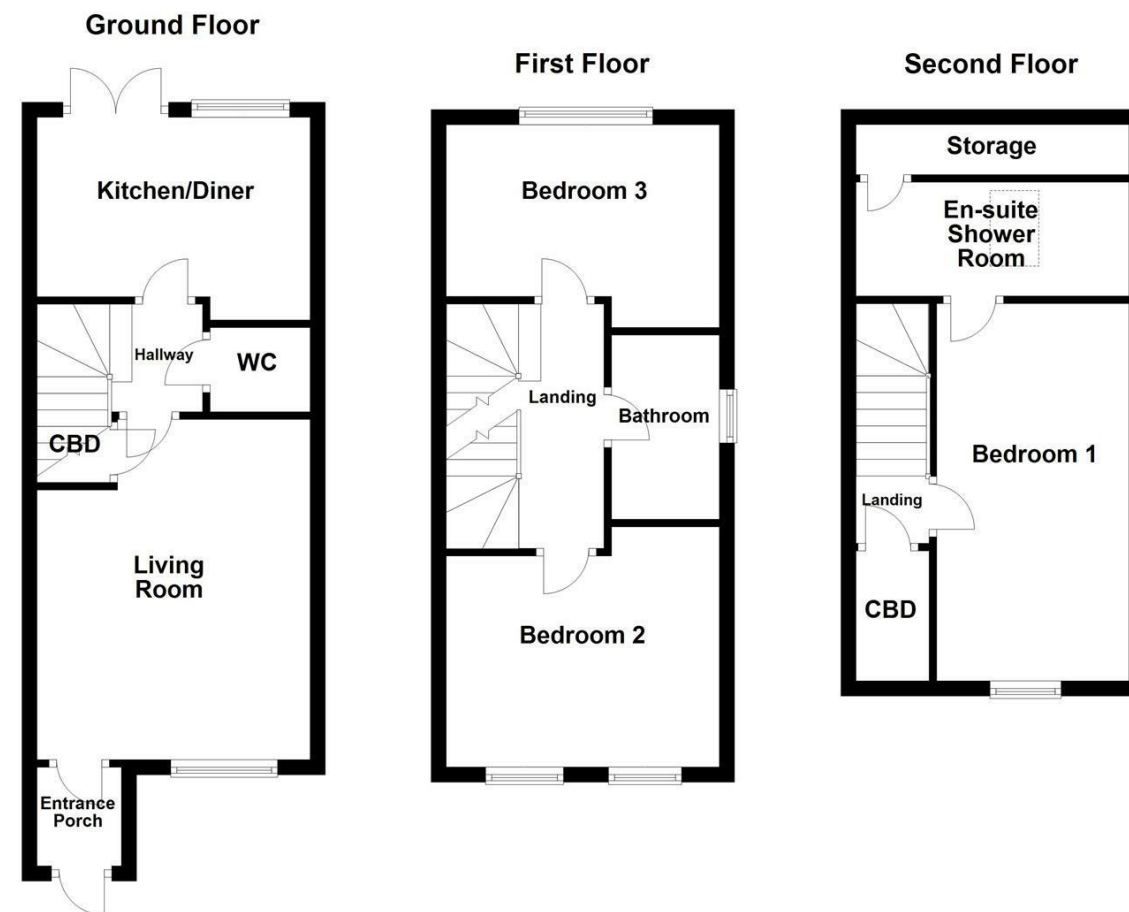 Ground Floor
Kitchen/Diner
Hallway
WC
CBD
Living
Room
Entrance
Porch
First Floor
Bedroom 3
Landing
Bathroom
Bedroom 2
Second Floor
Storage
En-suite
Shower
Room
Bedroom 1
Landing
CBD